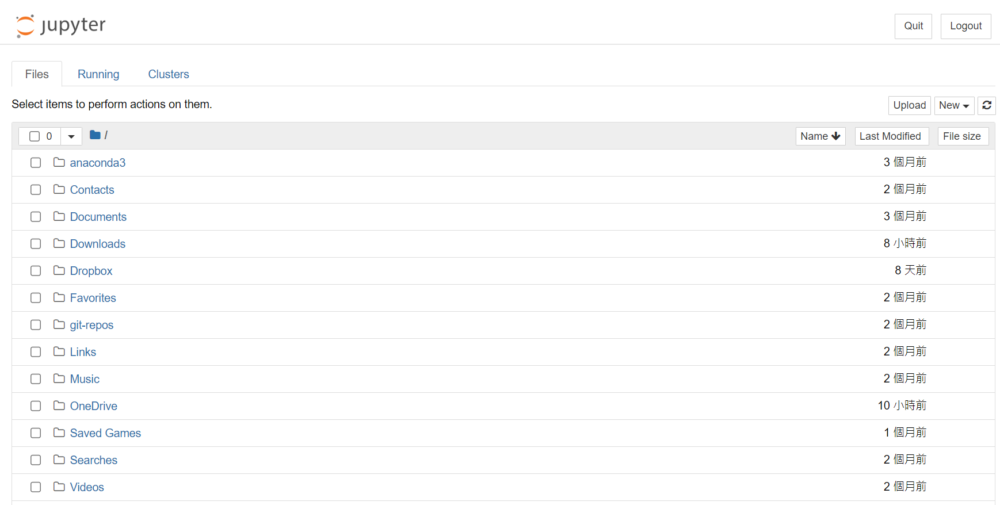 jupyter
Quit
Logout
Files
Running
Clusters
Select items to perform actions on them.
Upload
New
0
/
Name
Last Modified
File size
anaconda3
3 個月前
Contacts
2 個月前
Documents
3 個月前
Downloads
8 小時前
Dropbox
8 天前
Favorites
2 個月前
git-repos
2 個月前
Links
2 個月前
Music
2 個月前
OneDrive
10 小時前
Saved Games
1 個月前
Searches
2 個月前
Videos
2 個月前